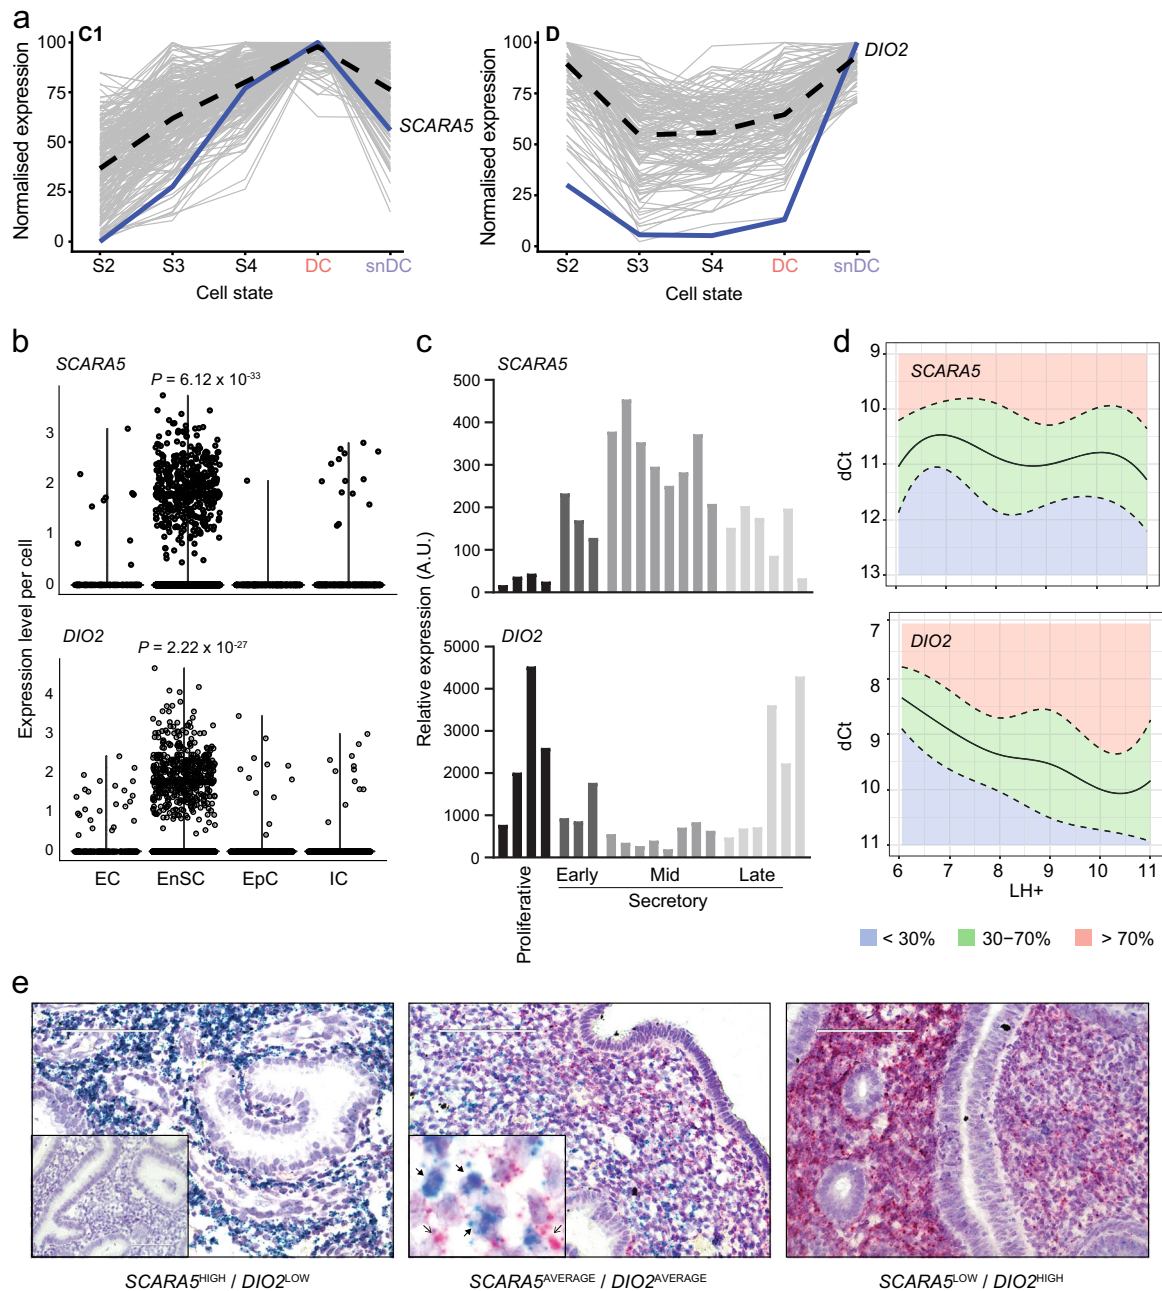 a
C1
Normalised expression
100
75
50
25
0
SCARA5
S2 S3 S4 DC snDC
Cell state
D
Normalised expression
100
75
50
25
0
DIO2
S2 S3 S4 DC snDC
Cell state
b
SCARA5
P = 6.12 x 10-33
3
2
1
0
Expression level per cell
DIO2
P = 2.22 x 10-27
4
3
2
1
0
EC EnSC EpC IC
c
SCARA5
500
400
300
200
100
0
Relative expression (A.U.)
DIO2
5000
4000
3000
2000
1000
0
Proliferative
Early Mid Late
Secretory
d
SCARA5
9
10
11
12
13
dCt
DIO2
7
8
9
10
11
dCt
6 7 8 9 10 11
LH+
< 30% 30–70% > 70%
e
SCARA5HIGH / DIO2LOW
SCARA5AVERAGE / DIO2AVERAGE
SCARA5LOW / DIO2HIGH